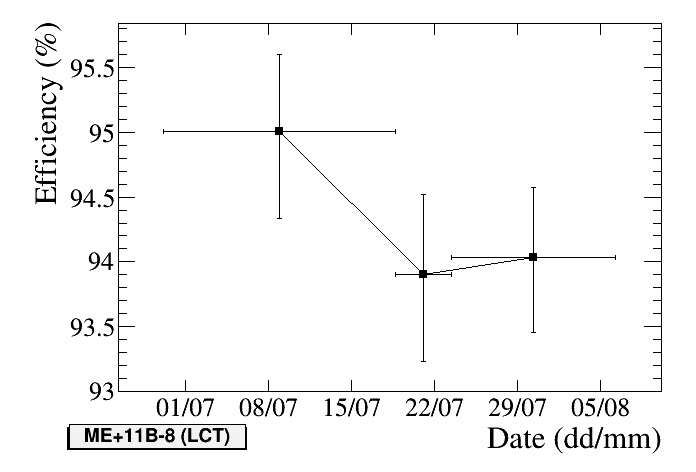 Efficiency (%)
95.5
95
94.5
94
93.5
93
01/07 08/07 15/07 22/07 29/07 05/08
ME+11B-8 (LCT)
Date (dd/mm)